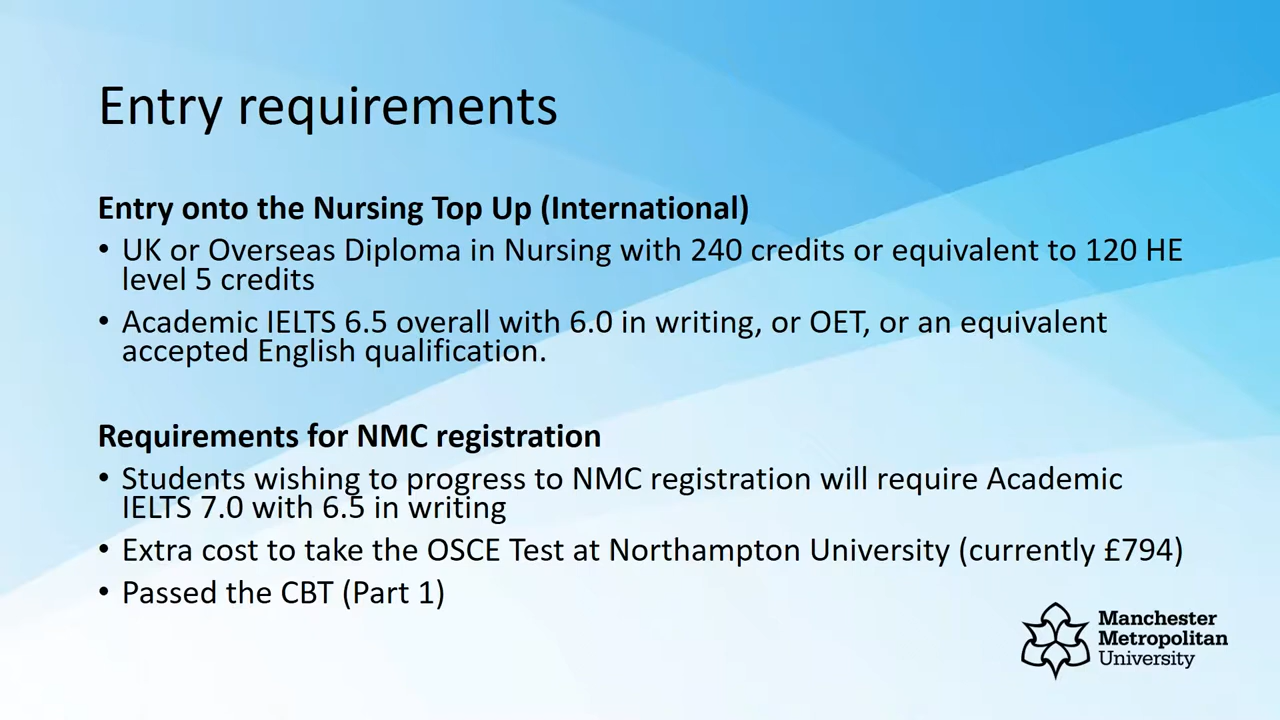 Entry requirements
Entry onto the Nursing Top Up (International)
• UK or Overseas Diploma in Nursing with 240 credits or equivalent to 120 HE
level 5 credits
• Academic IELTS 6.5 overall with 6.0 in writing, or OET, or an equivalent
accepted English qualification.
Requirements for NMC registration
• Students wishing to progress to NMC registration will require Academic
IELTS 7.0 with 6.5 in writing
• Extra cost to take the OSCE Test at Northampton University (currently £794)
• Passed the CBT (Part 1)
Manchester
Metropolitan
University